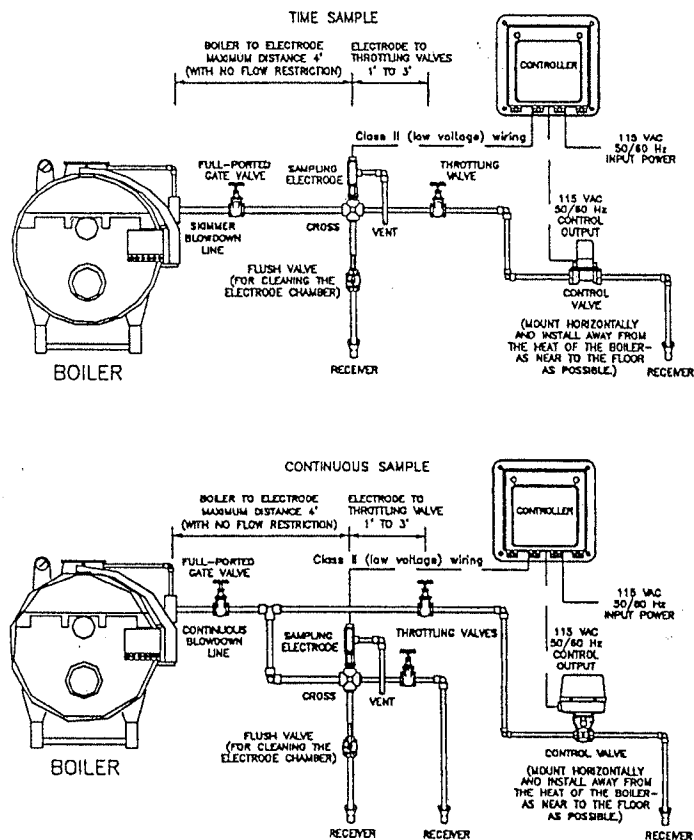 TIME SAMPLE
BOILER TO ELECTRODE
MAXIMUM DISTANCE 4'
(WITH NO FLOW RESTRICTION)
ELECTRODE TO
THROTTLING VALVES
1' TO 3'
CONTROLLER
Class II (low voltage) wiring
115 VAC
50/60 Hz
INPUT POWER
FULL-PORTED
GATE VALVE
SAMPLING
ELECTRODE
THROTTLING
VALVE
115 VAC
50/60 Hz
CONTROL
OUTPUT
SKIMMER
BLOWDOWN
LINE
CROSS
VENT
FLUSH VALVE
(FOR CLEANING THE
ELECTRODE CHAMBER)
CONTROL
VALVE
(MOUNT HORIZONTALLY
AND INSTALL AWAY FROM
THE HEAT OF THE BOILER-
AS NEAR TO THE FLOOR
AS POSSIBLE.)
BOILER
RECEIVER
RECEIVER
CONTINUOUS SAMPLE
BOILER TO ELECTRODE
MAXIMUM DISTANCE 4'
(WITH NO FLOW RESTRICTION)
ELECTRODE TO
THROTTLING VALVE
1' TO 3'
CONTROLLER
Class II (low voltage) wiring
FULL-PORTED
GATE VALVE
115 VAC
50/60 Hz
INPUT POWER
CONTINUOUS
BLOWDOWN
LINE
SAMPLING
ELECTRODE
THROTTLING VALVES
115 VAC
50/60 Hz
CONTROL
OUTPUT
CROSS
VENT
FLUSH VALVE
(FOR CLEANING THE
ELECTRODE CHAMBER)
CONTROL VALVE
(MOUNT HORIZONTALLY
AND INSTALL AWAY FROM
THE HEAT OF THE BOILER-
AS NEAR TO THE FLOOR
AS POSSIBLE.)
BOILER
RECEIVER
RECEIVER
RECEIVER